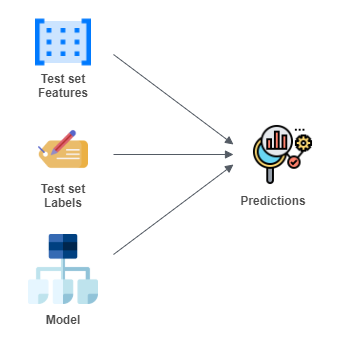 Test set
Features
Test set
Labels
Predictions
Model